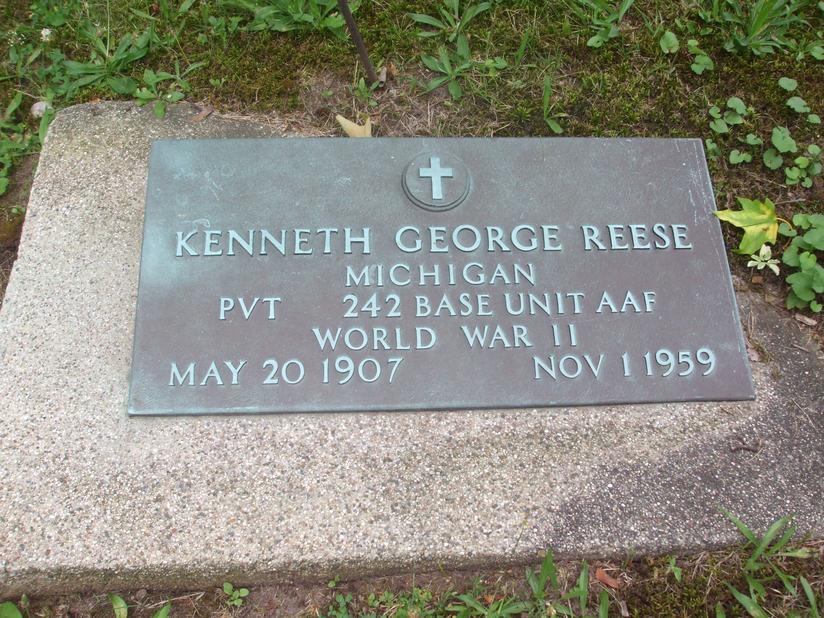 KENNETH GEORGE REESE
MICHIGAN
PVT 242 BASE UNIT AAF
WORLD WAR II
MAY 20 1907 NOV 1 1959